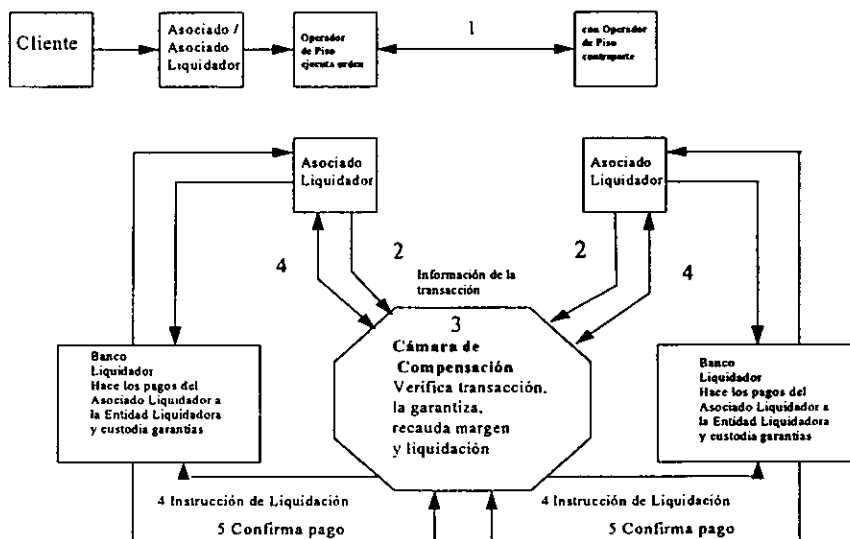 Cliente
Asociado /
Asociado
Liquidador
Operador
de Piso
ejecuta orden
1
con Operador
de Piso
contraparte
Asociado
Liquidador
Asociado
Liquidador
4
2
Información de la
transacción
2
4
3
Cámara de
Compensación
Verífica transacción,
la garantiza,
recauda margen
y liquidación
Banco
Liquidador
Hace los pagos del
Asociado Liquidador a
la Entidad Liquidadora
y custodia garantías
Banco
Liquidador
Hace los pagos del
Asociado Liquidador a
la Entidad Liquidadora
y custodia garantías
4 Instrucción de Liquidación
4 Instrucción de Liquidación
5 Confirma pago
5 Confirma pago